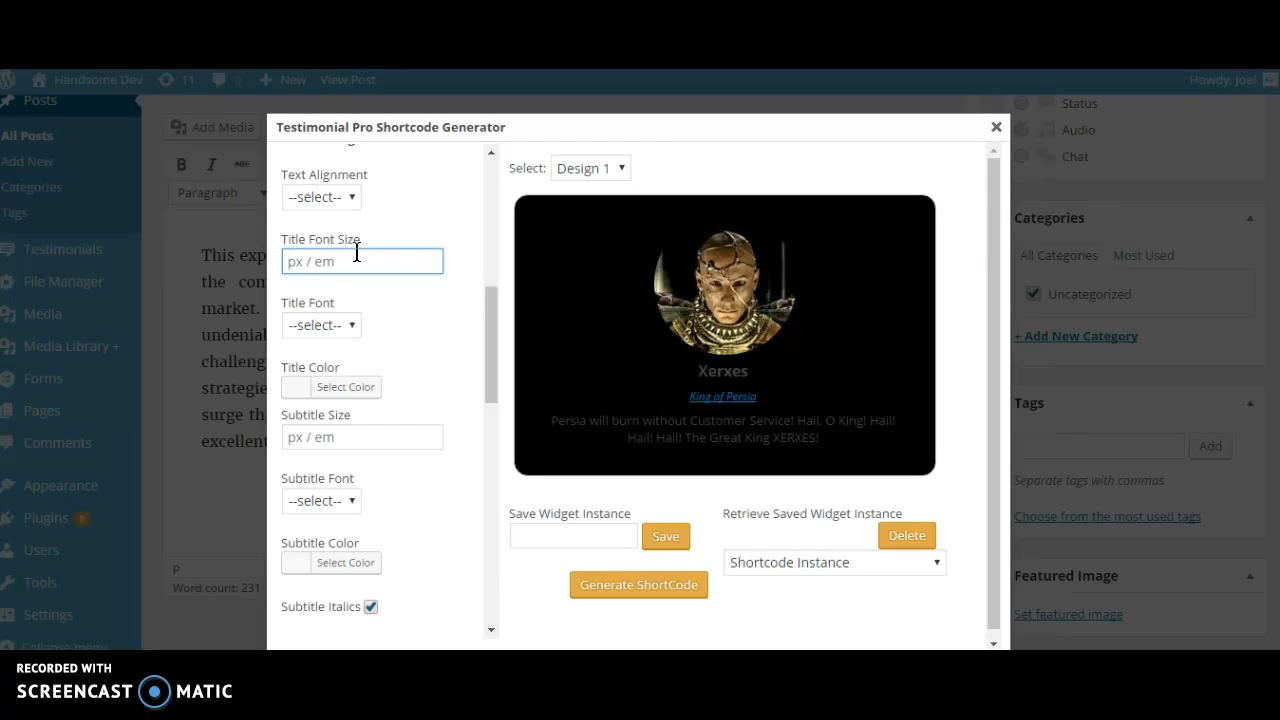 Handsome Dev 11 0 New View Post Howdy, Joel
Posts
All Posts
Add New
Categories
Tags
Testimonials
File Manager
Media
Media Library +
Forms
Pages
Comments
Appearance
Plugins
Users
Tools
Settings
Collapse menu
Add Media
B I ABC
Paragraph
This exp
the con
market.
undenial
challeng
strategie
surge th
excellent
P
Word count: 231
Testimonial Pro Shortcode Generator
Text Alignment
--select--
Title Font Size
px / em
Title Font
--select--
Title Color
Select Color
Subtitle Size
px / em
Subtitle Font
--select--
Subtitle Color
Select Color
Subtitle Italics
Select: Design 1
Xerxes
King of Persia
Persia will burn without Customer Service! Hail, O King! Hail!
Hail! Hail! The Great King XERXES!
Save Widget Instance
Save
Retrieve Saved Widget Instance
Delete
Shortcode Instance
Generate ShortCode
Status
Audio
Chat
Categories
All Categories Most Used
Uncategorized
+ Add New Category
Tags
Add
Separate tags with commas
Choose from the most used tags
Featured Image
Set featured image
RECORDED WITH
SCREENCAST MATIC